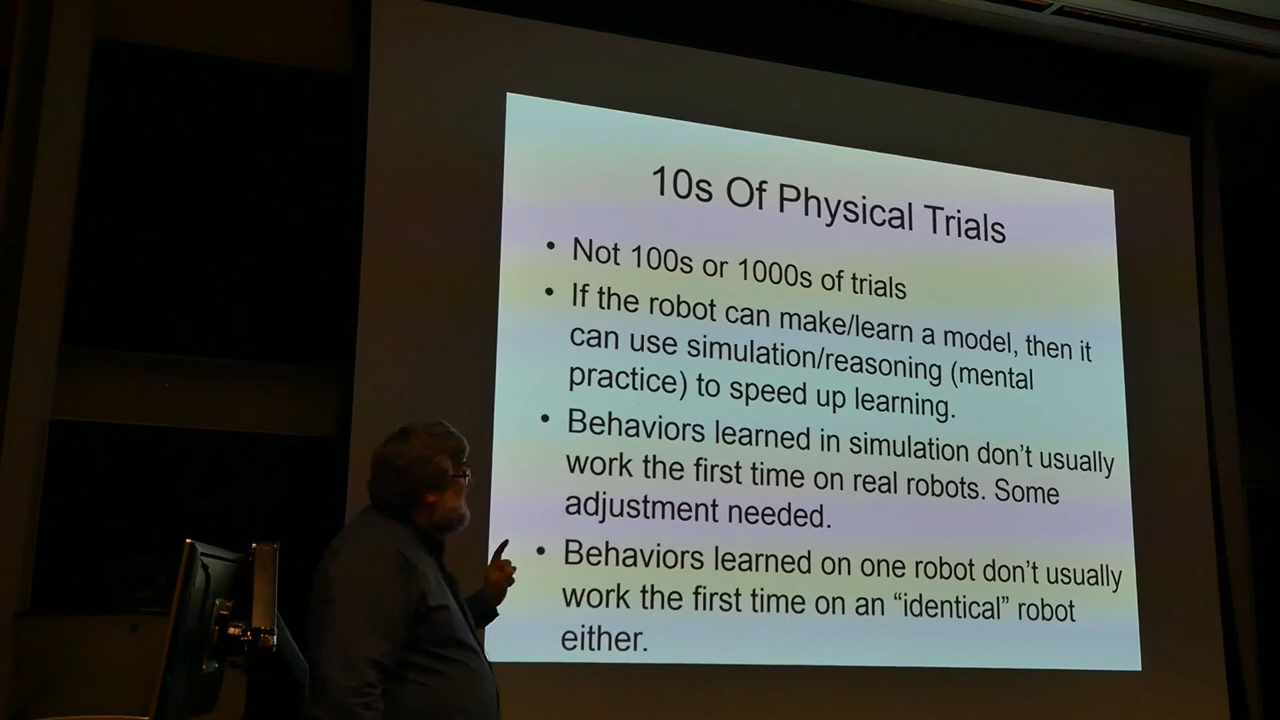 10s Of Physical Trials
• Not 100s or 1000s of trials
• If the robot can make/learn a model, then it
can use simulation/reasoning (mental
practice) to speed up learning.
• Behaviors learned in simulation don’t usually
work the first time on real robots. Some
adjustment needed.
• Behaviors learned on one robot don’t usually
work the first time on an “identical” robot
either.